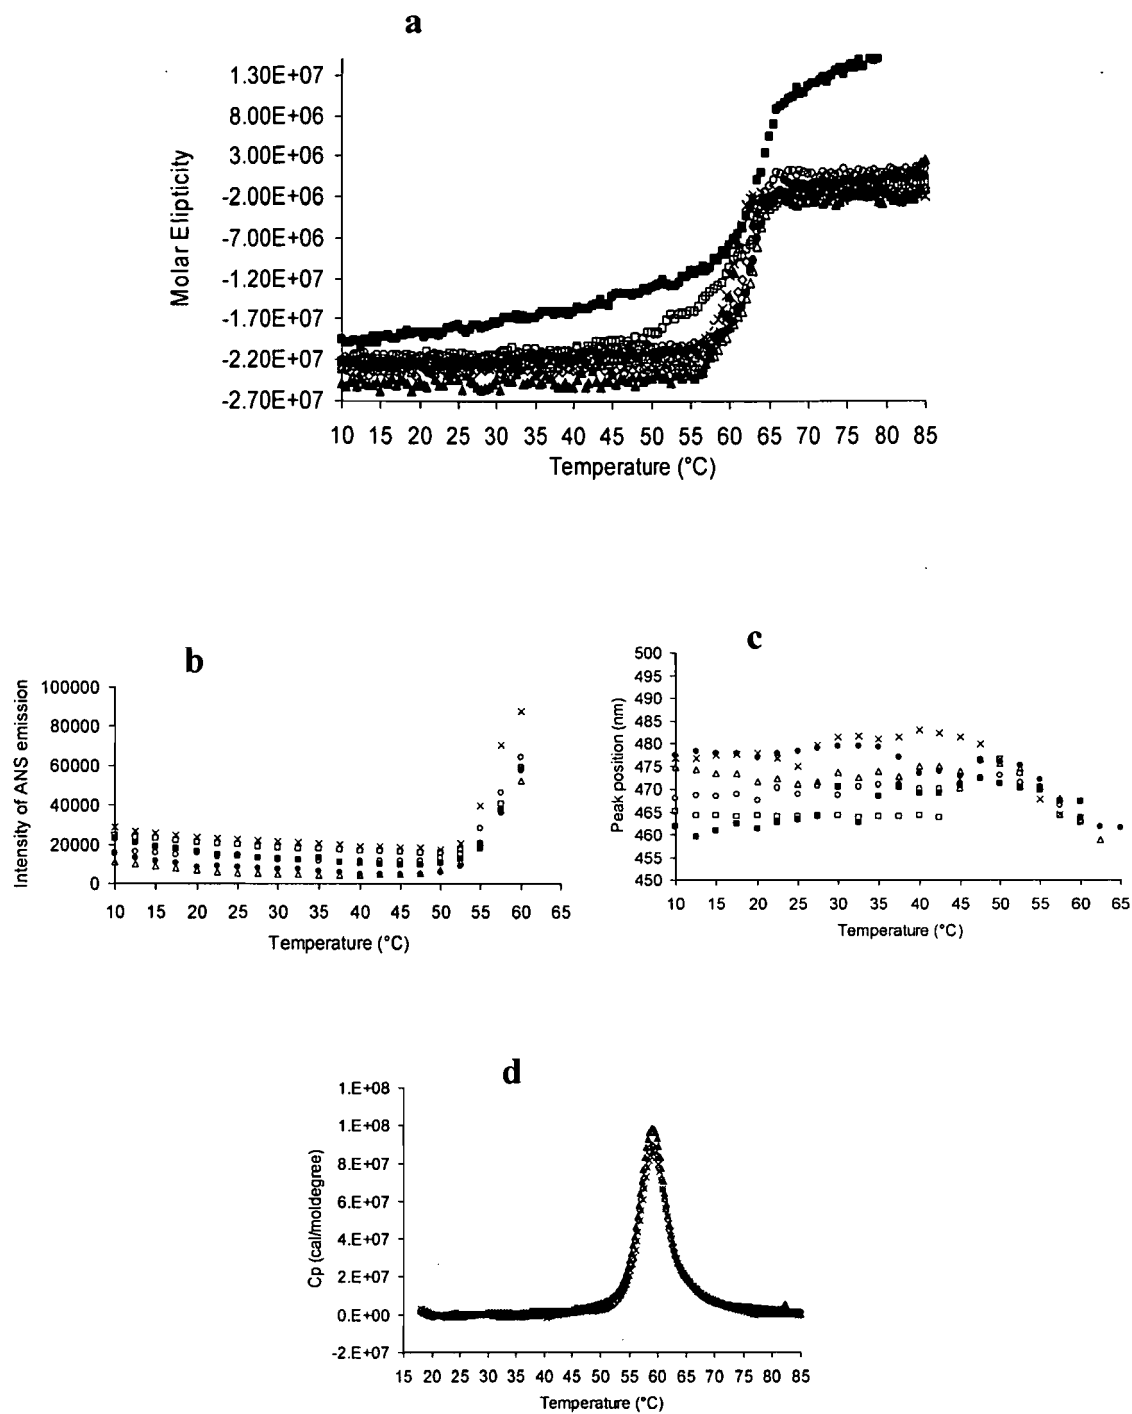 a
1.30E+07
8.00E+06
3.00E+06
-2.00E+06
-7.00E+06
-1.20E+07
-1.70E+07
-2.20E+07
-2.70E+07
Molar Elipticity
10 15 20 25 30 35 40 45 50 55 60 65 70 75 80 85
Temperature (°C)
b
100000
80000
60000
40000
20000
0
Intensity of ANS emission
10 15 20 25 30 35 40 45 50 55 60 65
Temperature (°C)
c
500
495
490
485
480
475
470
465
460
455
450
Peak position (nm)
10 15 20 25 30 35 40 45 50 55 60 65
Temperature (°C)
d
1.E+08
1.E+08
8.E+07
6.E+07
4.E+07
2.E+07
0.E+00
-2.E+07
Cp (cal/moldegree)
15 20 25 30 35 40 45 50 55 60 65 70 75 80 85
Temperature (°C)